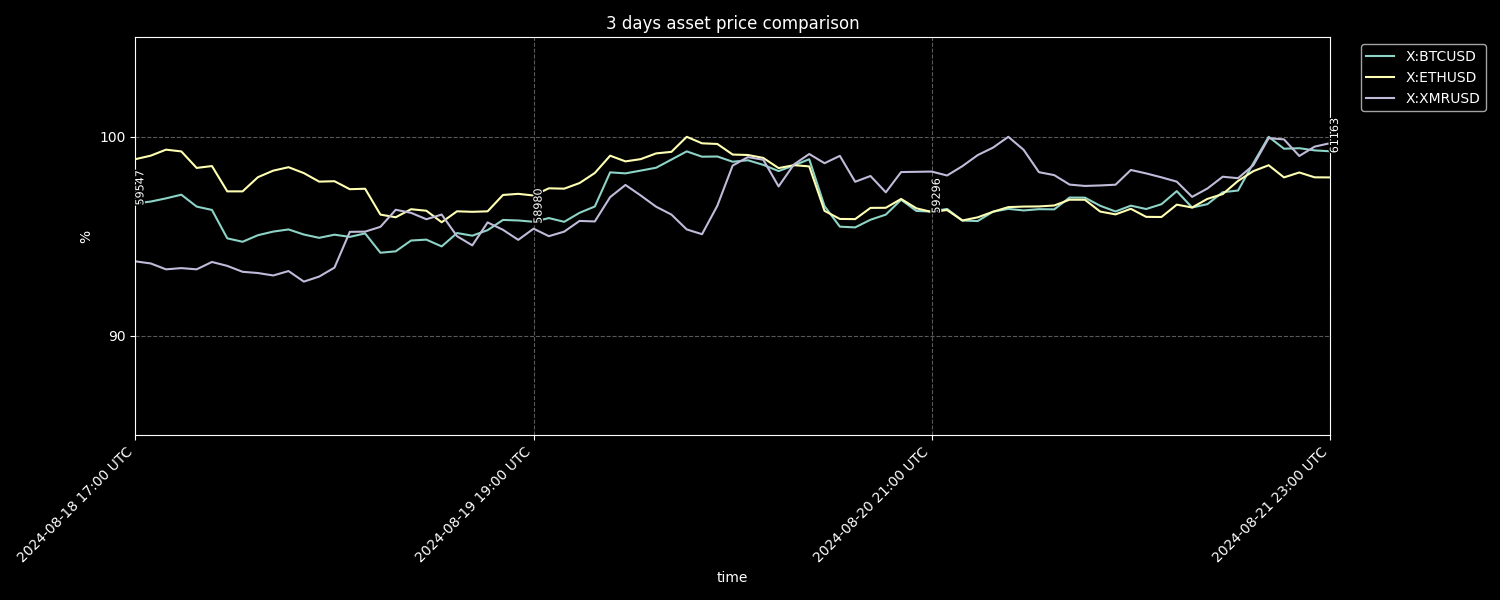 3 days asset price comparison
X:BTCUSD
X:ETHUSD
X:XMRUSD
100
90
%
59547
58980
59296
61163
2024-08-18 17:00 UTC
2024-08-19 19:00 UTC
2024-08-20 21:00 UTC
2024-08-21 23:00 UTC
time